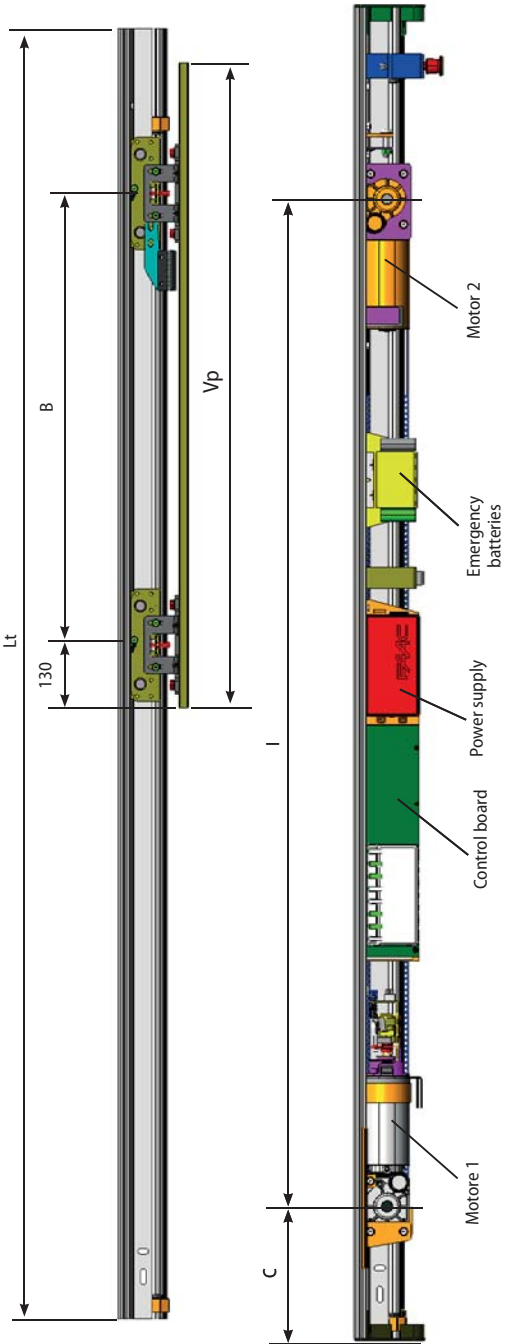 Lt
B
130
Vp
I
C
Motor 2
Emergency
batteries
FAAC
Power supply
Control board
Motore 1